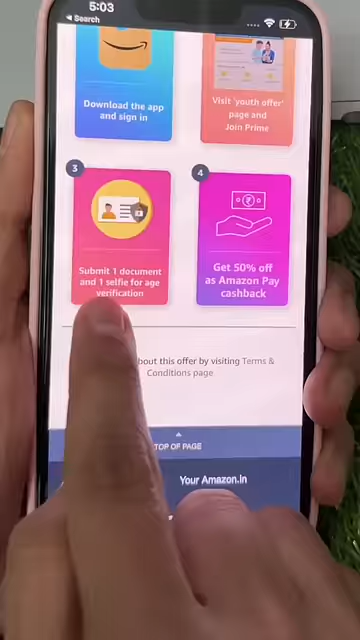 5:03
Search
Download the app
and sign in
Visit 'youth offer'
page and
Join Prime
3
Submit 1 document
and 1 selfie for age
verification
4
Get 50% off
as Amazon Pay
cashback
bout this offer by visiting Terms &
Conditions page
TOP OF PAGE
Your Amazon.in